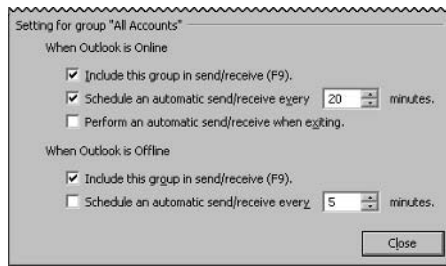 Setting for group "All Accounts"
When Outlook is Online
Include this group in send/receive (F9).
Schedule an automatic send/receive every 20 minutes.
Perform an automatic send/receive when exiting.
When Outlook is Offline
Include this group in send/receive (F9).
Schedule an automatic send/receive every 5 minutes.
Close